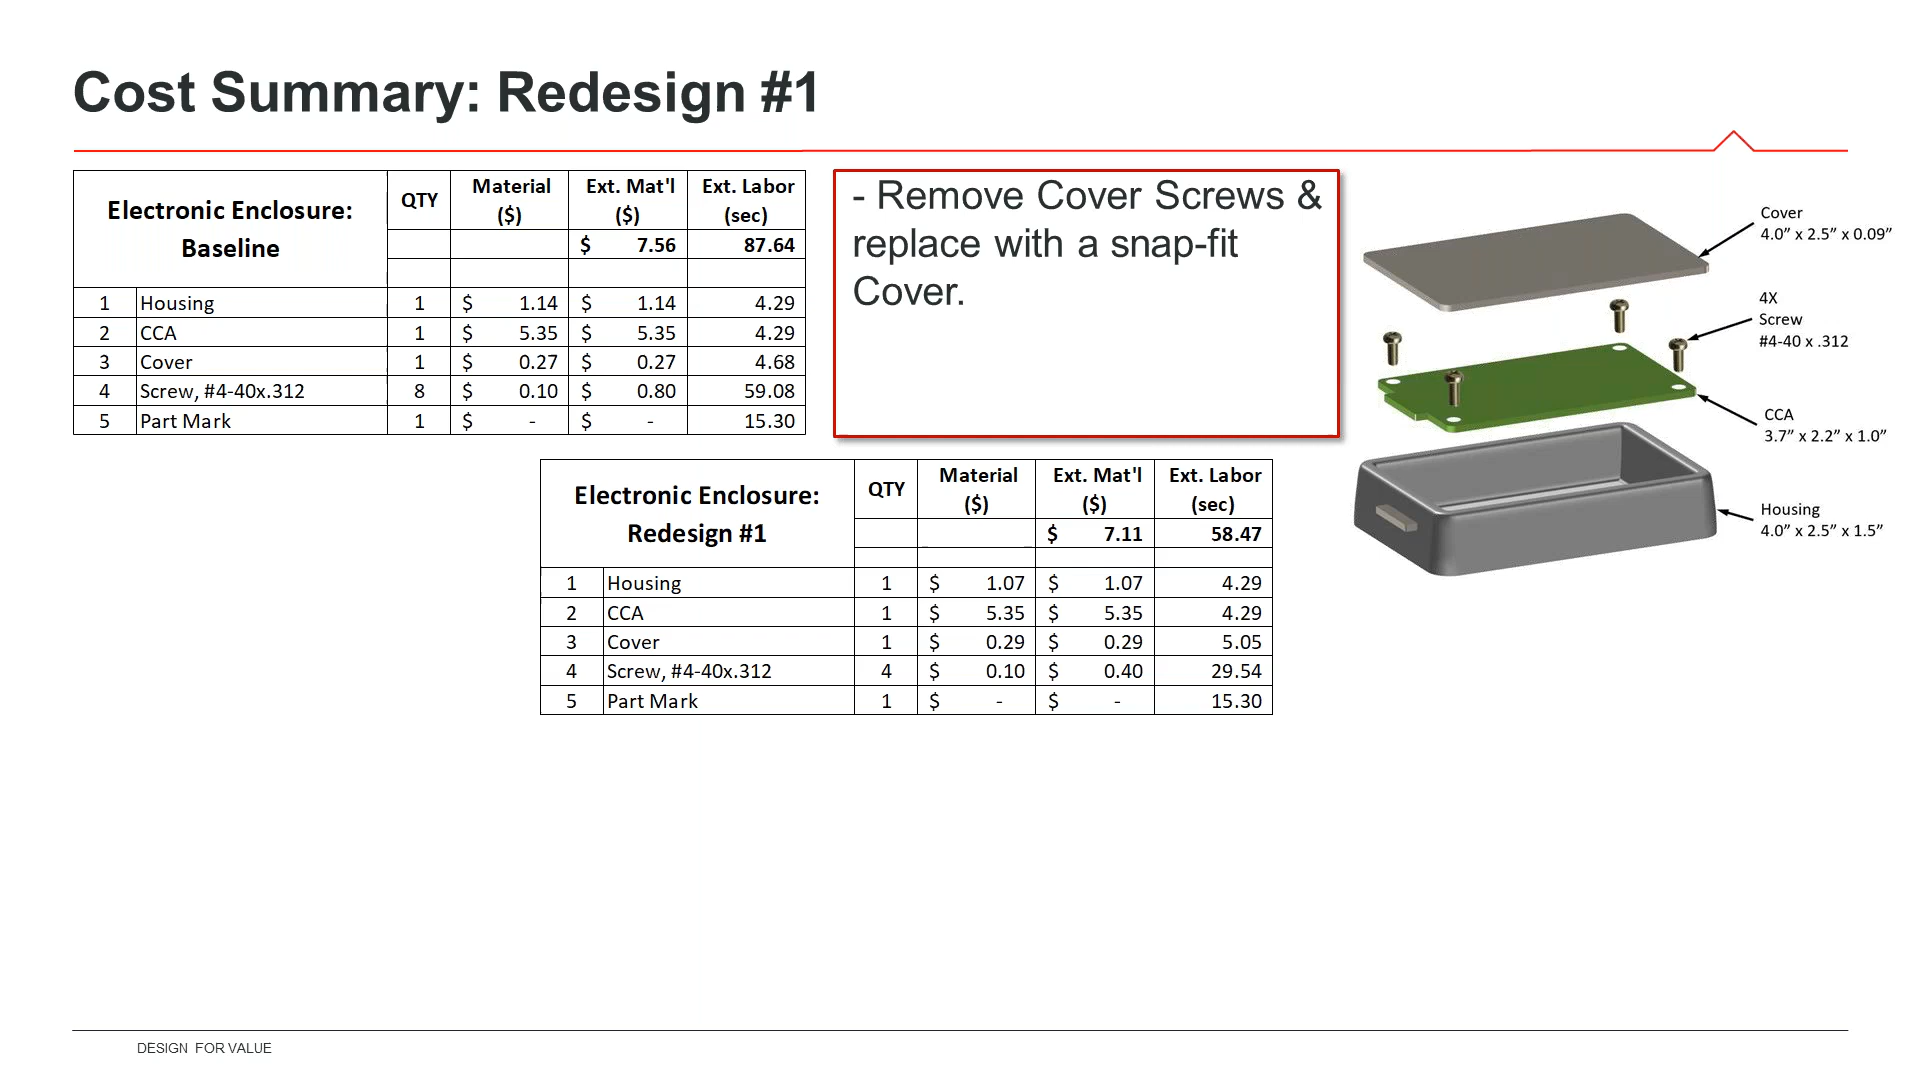 Cost Summary: Redesign #1
Electronic Enclosure: Baseline QTY Material ($) Ext. Mat'l ($) Ext. Labor (sec)
$ 7.56 87.64
1 Housing 1 $ 1.14 $ 1.14 4.29
2 CCA 1 $ 5.35 $ 5.35 4.29
3 Cover 1 $ 0.27 $ 0.27 4.68
4 Screw, #4-40x.312 8 $ 0.10 $ 0.80 59.08
5 Part Mark 1 $ - $ - 15.30
- Remove Cover Screws &
replace with a snap-fit
Cover.
Cover
4.0” x 2.5” x 0.09”
4X
Screw
#4-40 x .312
CCA
3.7” x 2.2” x 1.0”
Housing
4.0” x 2.5” x 1.5”
Electronic Enclosure: Redesign #1 QTY Material ($) Ext. Mat'l ($) Ext. Labor (sec)
$ 7.11 58.47
1 Housing 1 $ 1.07 $ 1.07 4.29
2 CCA 1 $ 5.35 $ 5.35 4.29
3 Cover 1 $ 0.29 $ 0.29 5.05
4 Screw, #4-40x.312 4 $ 0.10 $ 0.40 29.54
5 Part Mark 1 $ - $ - 15.30
DESIGN FOR VALUE